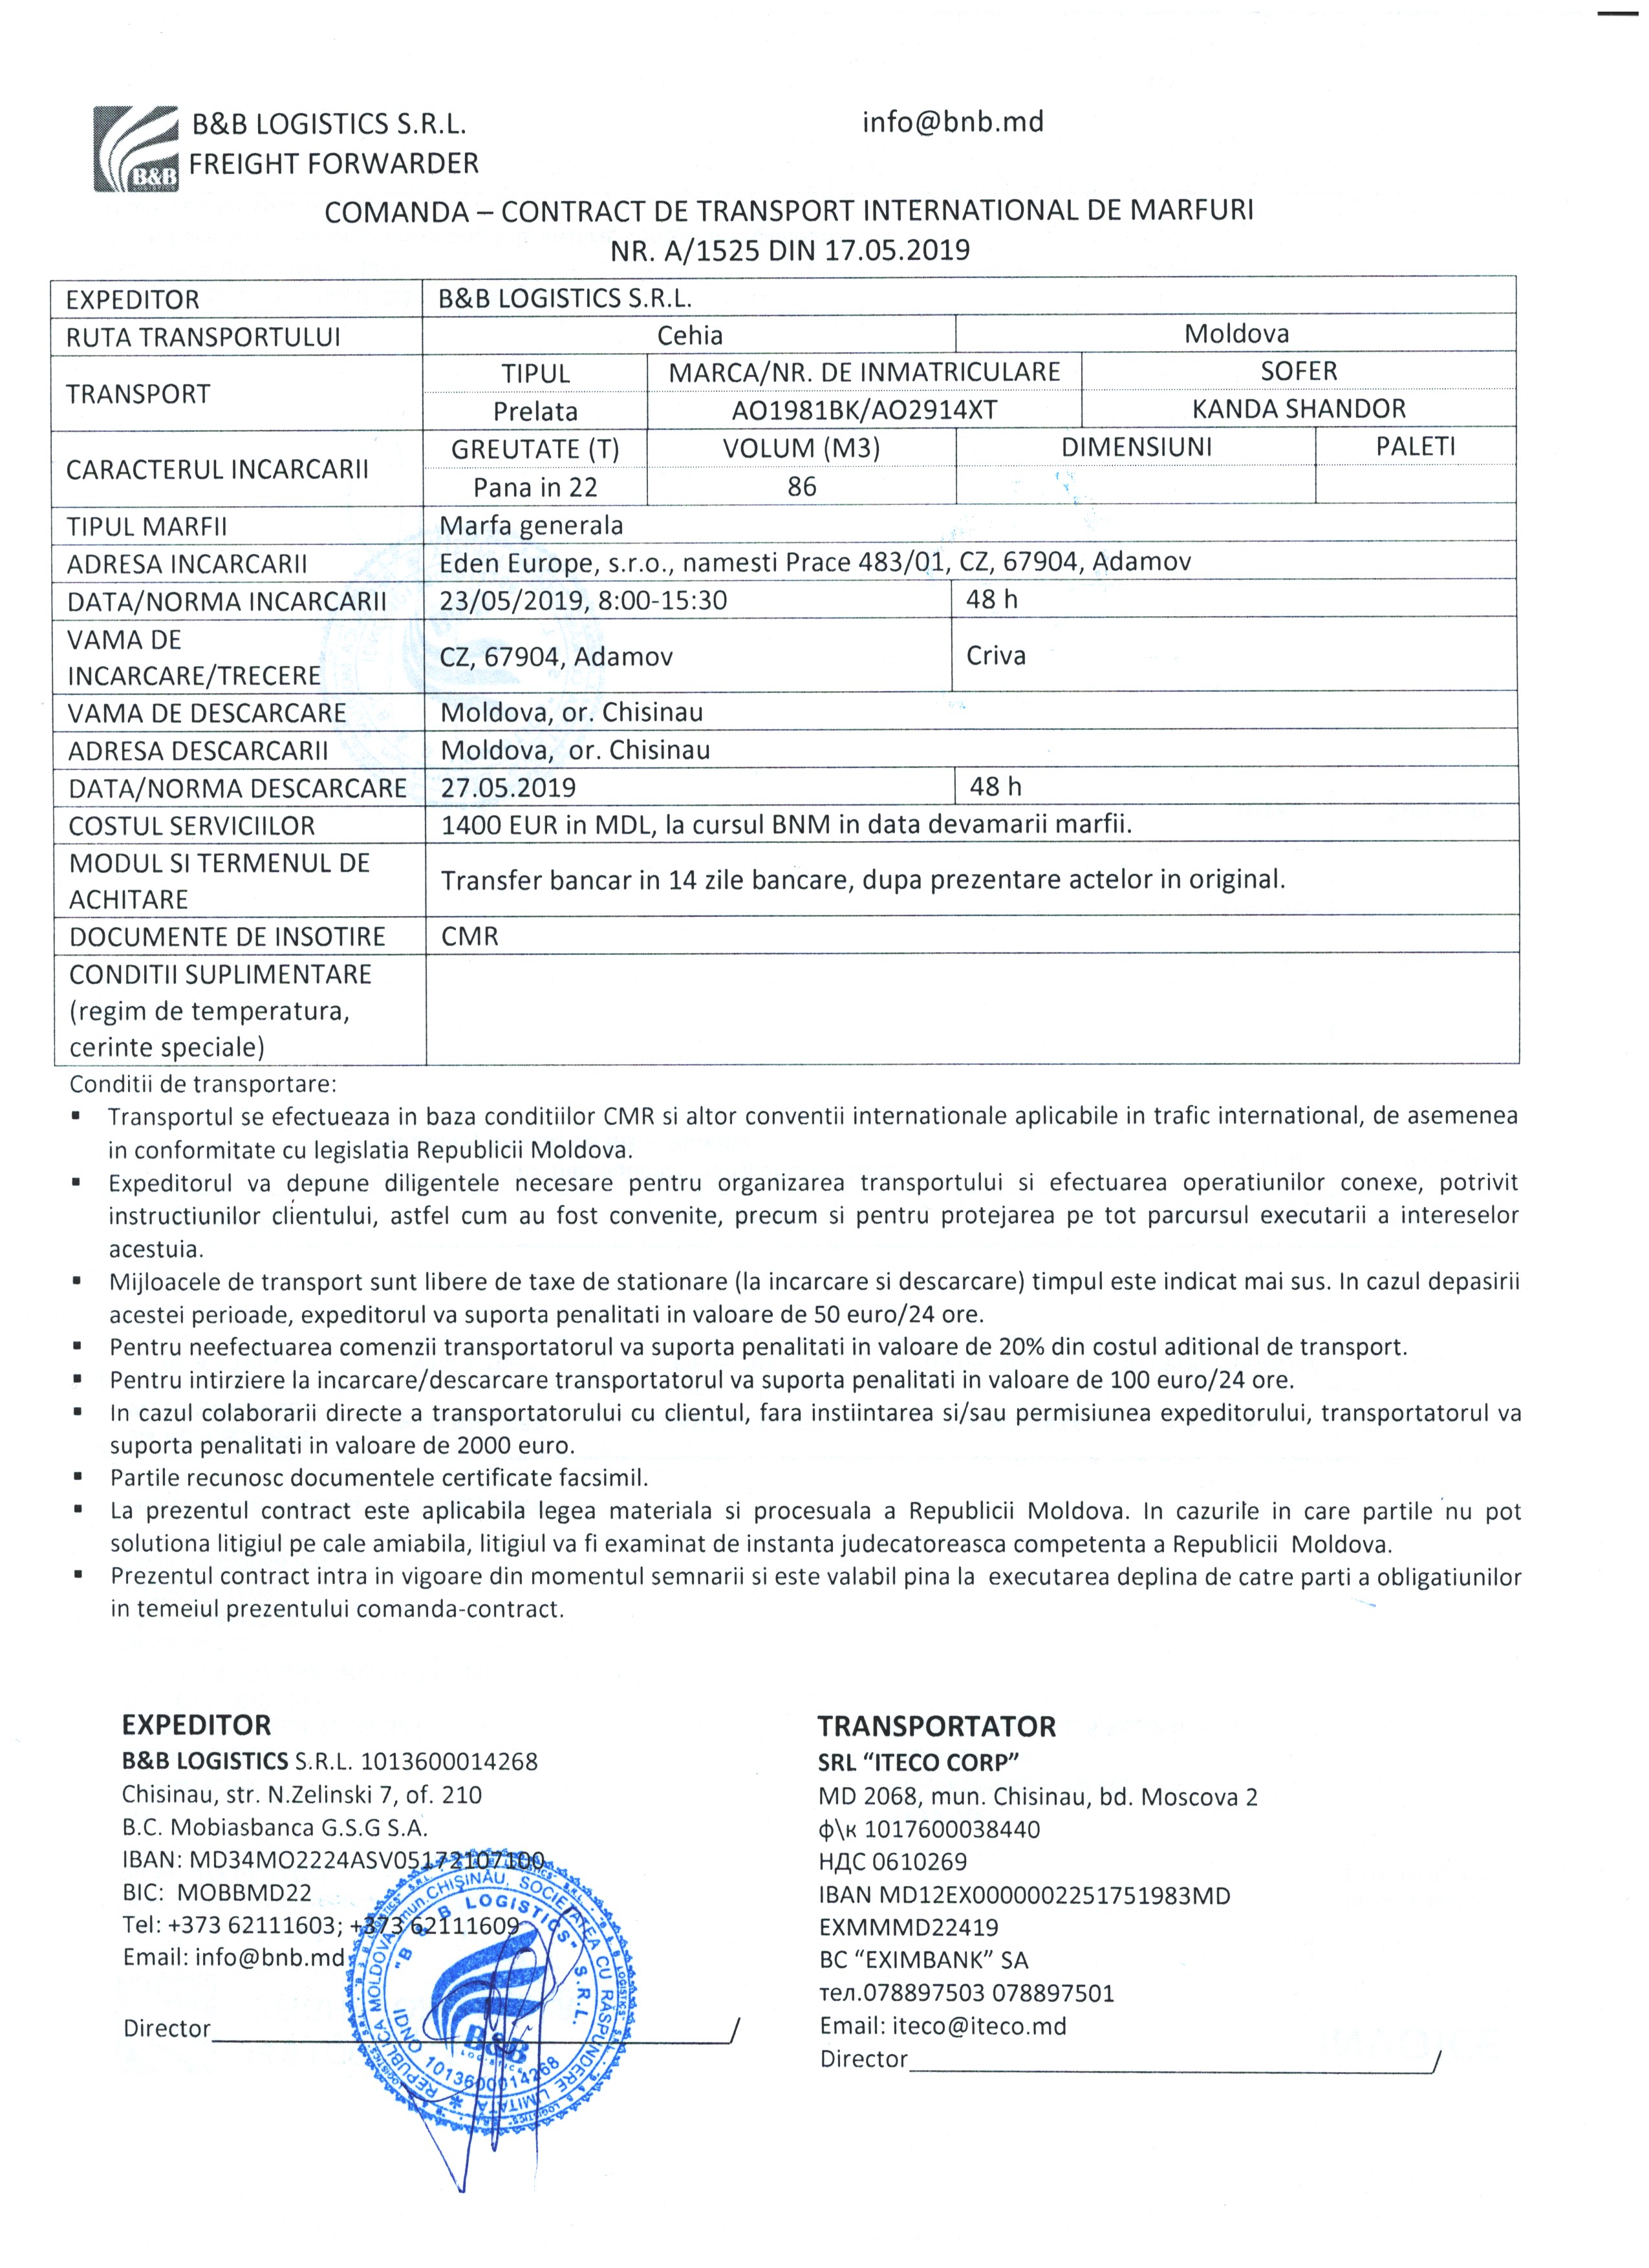 B&B LOGISTICS S.R.L.
info@bnb.md
B&B
FREIGHT FORWARDER
COMANDA – CONTRACT DE TRANSPORT INTERNATIONAL DE MARFURI
NR. A/1525 DIN 17.05.2019
EXPEDITOR B&B LOGISTICS S.R.L.
RUTA TRANSPORTULUI Cehia Moldova
TRANSPORT TIPUL MARCA/NR. DE INMATRICULARE SOFER
Prelata AO1981BK/AO2914XT KANDA SHANDOR
CARACTERUL INCARCARII GREUTATE (T) VOLUM (M3) DIMENSIUNI PALETI
Pana in 22 86
TIPUL MARFII Marfa generala
ADRESA INCARCARII Eden Europe, s.r.o., namesti Prace 483/01, CZ, 67904, Adamov
DATA/NORMA INCARCARII 23/05/2019, 8:00-15:30 48 h
VAMA DE
INCARCARE/TRECERE CZ, 67904, Adamov Criva
VAMA DE DESCARCARE Moldova, or. Chisinau
ADRESA DESCARCARII Moldova, or. Chisinau
DATA/NORMA DESCARCARE 27.05.2019 48 h
COSTUL SERVICIILOR 1400 EUR in MDL, la cursul BNM in data devamarii marfii.
MODUL SI TERMENUL DE
ACHITARE Transfer bancar in 14 zile bancare, dupa prezentare actelor in original.
DOCUMENTE DE INSOTIRE CMR
CONDITII SUPLIMENTARE
(regim de temperatura,
cerinte speciale)
Conditii de transportare:
▪ Transportul se efectueaza in baza conditiilor CMR si altor conventii internationale aplicabile in trafic international, de asemenea
in conformitate cu legislatia Republicii Moldova.
▪ Expeditorul va depune diligentele necesare pentru organizarea transportului si efectuarea operatiunilor conexe, potrivit
instructiunilor clientului, astfel cum au fost convenite, precum si pentru protejarea pe tot parcursul executarii a intereselor
acestuia.
▪ Mijloacele de transport sunt libere de taxe de stationare (la incarcare si descarcare) timpul este indicat mai sus. In cazul depasirii
acestei perioade, expeditorul va suporta penalitati in valoare de 50 euro/24 ore.
▪ Pentru neefectuarea comenzii transportatorul va suporta penalitati in valoare de 20% din costul aditional de transport.
▪ Pentru intirziere la incarcare/descarcare transportatorul va suporta penalitati in valoare de 100 euro/24 ore.
▪ In cazul colaborarii directe a transportatorului cu clientul, fara instiintarea si/sau permisiunea expeditorului, transportatorul va
suporta penalitati in valoare de 2000 euro.
▪ Partile recunosc documentele certificate facsimil.
▪ La prezentul contract este aplicabila legea materiala si procesuala a Republicii Moldova. In cazurile in care partile nu pot
solutiona litigiul pe cale amiabila, litigiul va fi examinat de instanta judecatoreasca competenta a Republicii Moldova.
▪ Prezentul contract intra in vigoare din momentul semnarii si este valabil pina la executarea deplina de catre parti a obligatiunilor
in temeiul prezentului comanda-contract.
EXPEDITOR
B&B LOGISTICS S.R.L. 1013600014268
Chisinau, str. N.Zelinski 7, of. 210
B.C. Mobiasbanca G.S.G S.A.
IBAN: MD34MO2224ASV05172107100
BIC: MOBBMD22
Tel: +373 62111603; +373 62111609
Email: info@bnb.md
Director___/
TRANSPORTATOR
SRL “ITECO CORP”
MD 2068, mun. Chisinau, bd. Moscova 2
ф\к 1017600038440
НДС 0610269
IBAN MD12EX0000002251751983MD
EXMMMD22419
BC “EXIMBANK” SA
тел.078897503 078897501
Email: iteco@iteco.md
Director___/
REPUBLICA MOLDOVA, mun.CHIŞINĂU, SOCIETATEA CU RĂSPUNDERE LIMITATĂ
"B & B LOGISTICS" S.R.L.
B&B
LOGISTICS
IDNO 1013600014268